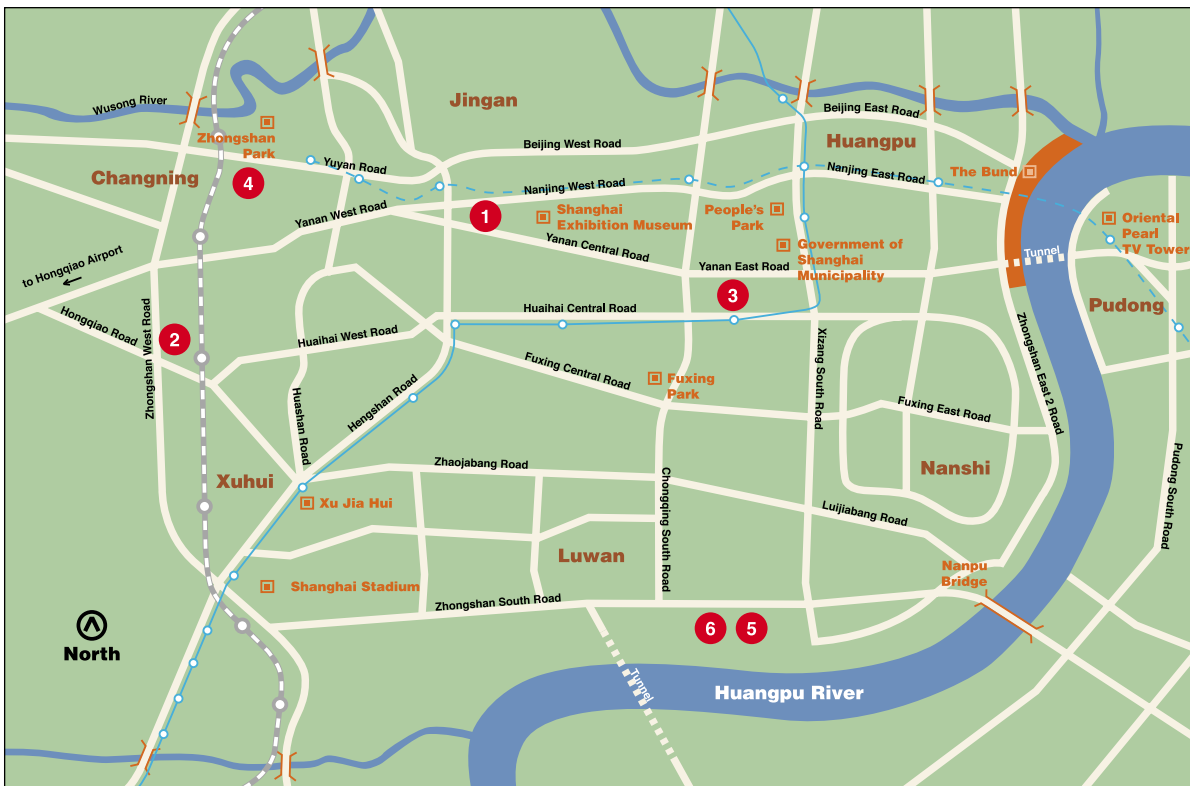 Wusong River
Jingan
Beijing East Road
Zhongshan
Park
Beijing West Road
Huangpu
Yuyan Road
Changning
4
Nanjing West Road
Nanjing East Road
The Bund
Yanan West Road
1
Shanghai
Exhibition Museum
People's
Park
Oriental
Pearl
TV Tower
Yanan Central Road
Government of
Shanghai
Municipality
to Hongqiao Airport
Yanan East Road
Tunnel
3
Pudong
Hongqiao Road
Zhongshan West Road
2
Huaihai West Road
Huaihai Central Road
Xizang South Road
Zhongshan East 2 Road
Fuxing Central Road
Fuxing
Park
Huashan Road
Hengshan Road
Fuxing East Road
Xuhui
Zhaojabang Road
Nanshi
Pudong South Road
Xu Jia Hui
Chongqing South Road
Luijiabang Road
Luwan
Shanghai Stadium
Nanpu
Bridge
Zhongshan South Road
6
5
North
Tunnel
Huangpu River